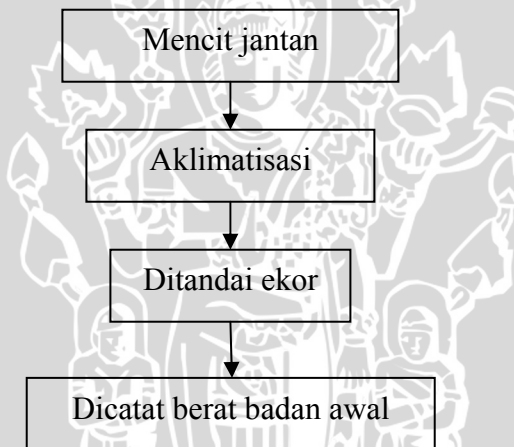 Mencit jantan
Aklimatisasi
Ditandai ekor
Dicatat berat badan awal